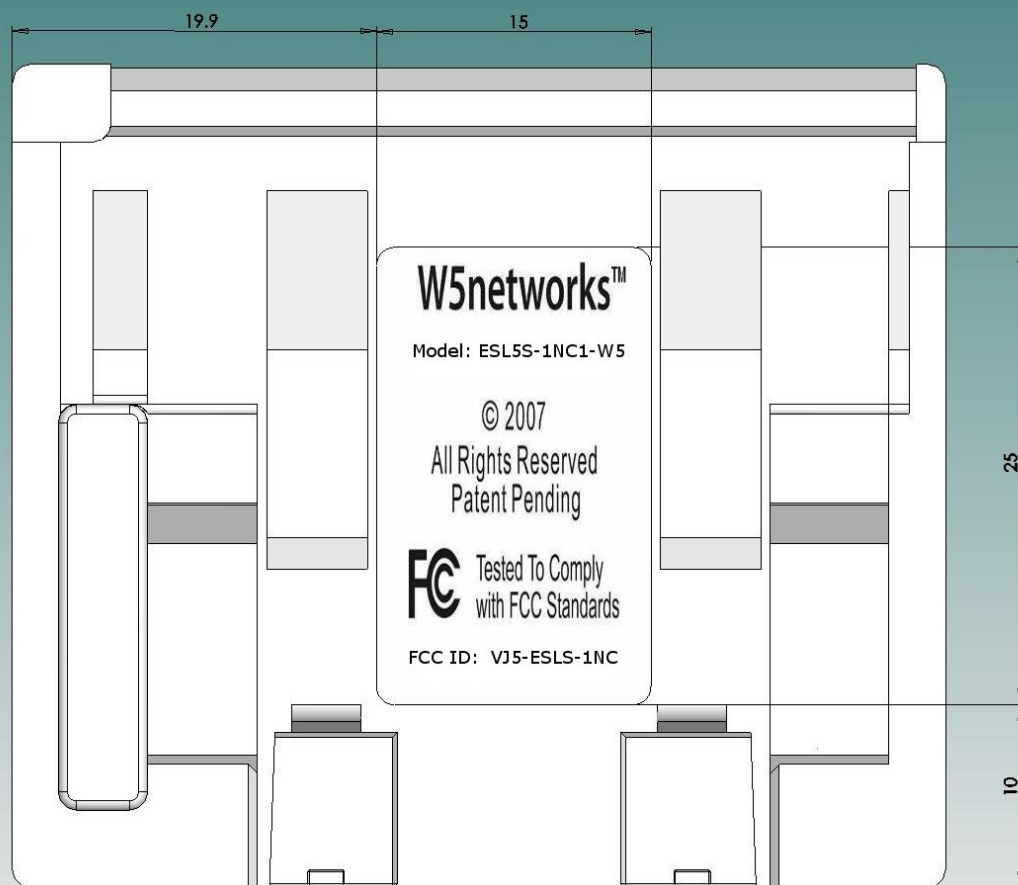 19.9
15
W5networks™
Model: ESL5S-1NC1-W5
© 2007
All Rights Reserved
Patent Pending
25
FC Tested To Comply
with FCC Standards
FCC ID: VJ5-ESLS-1NC
10